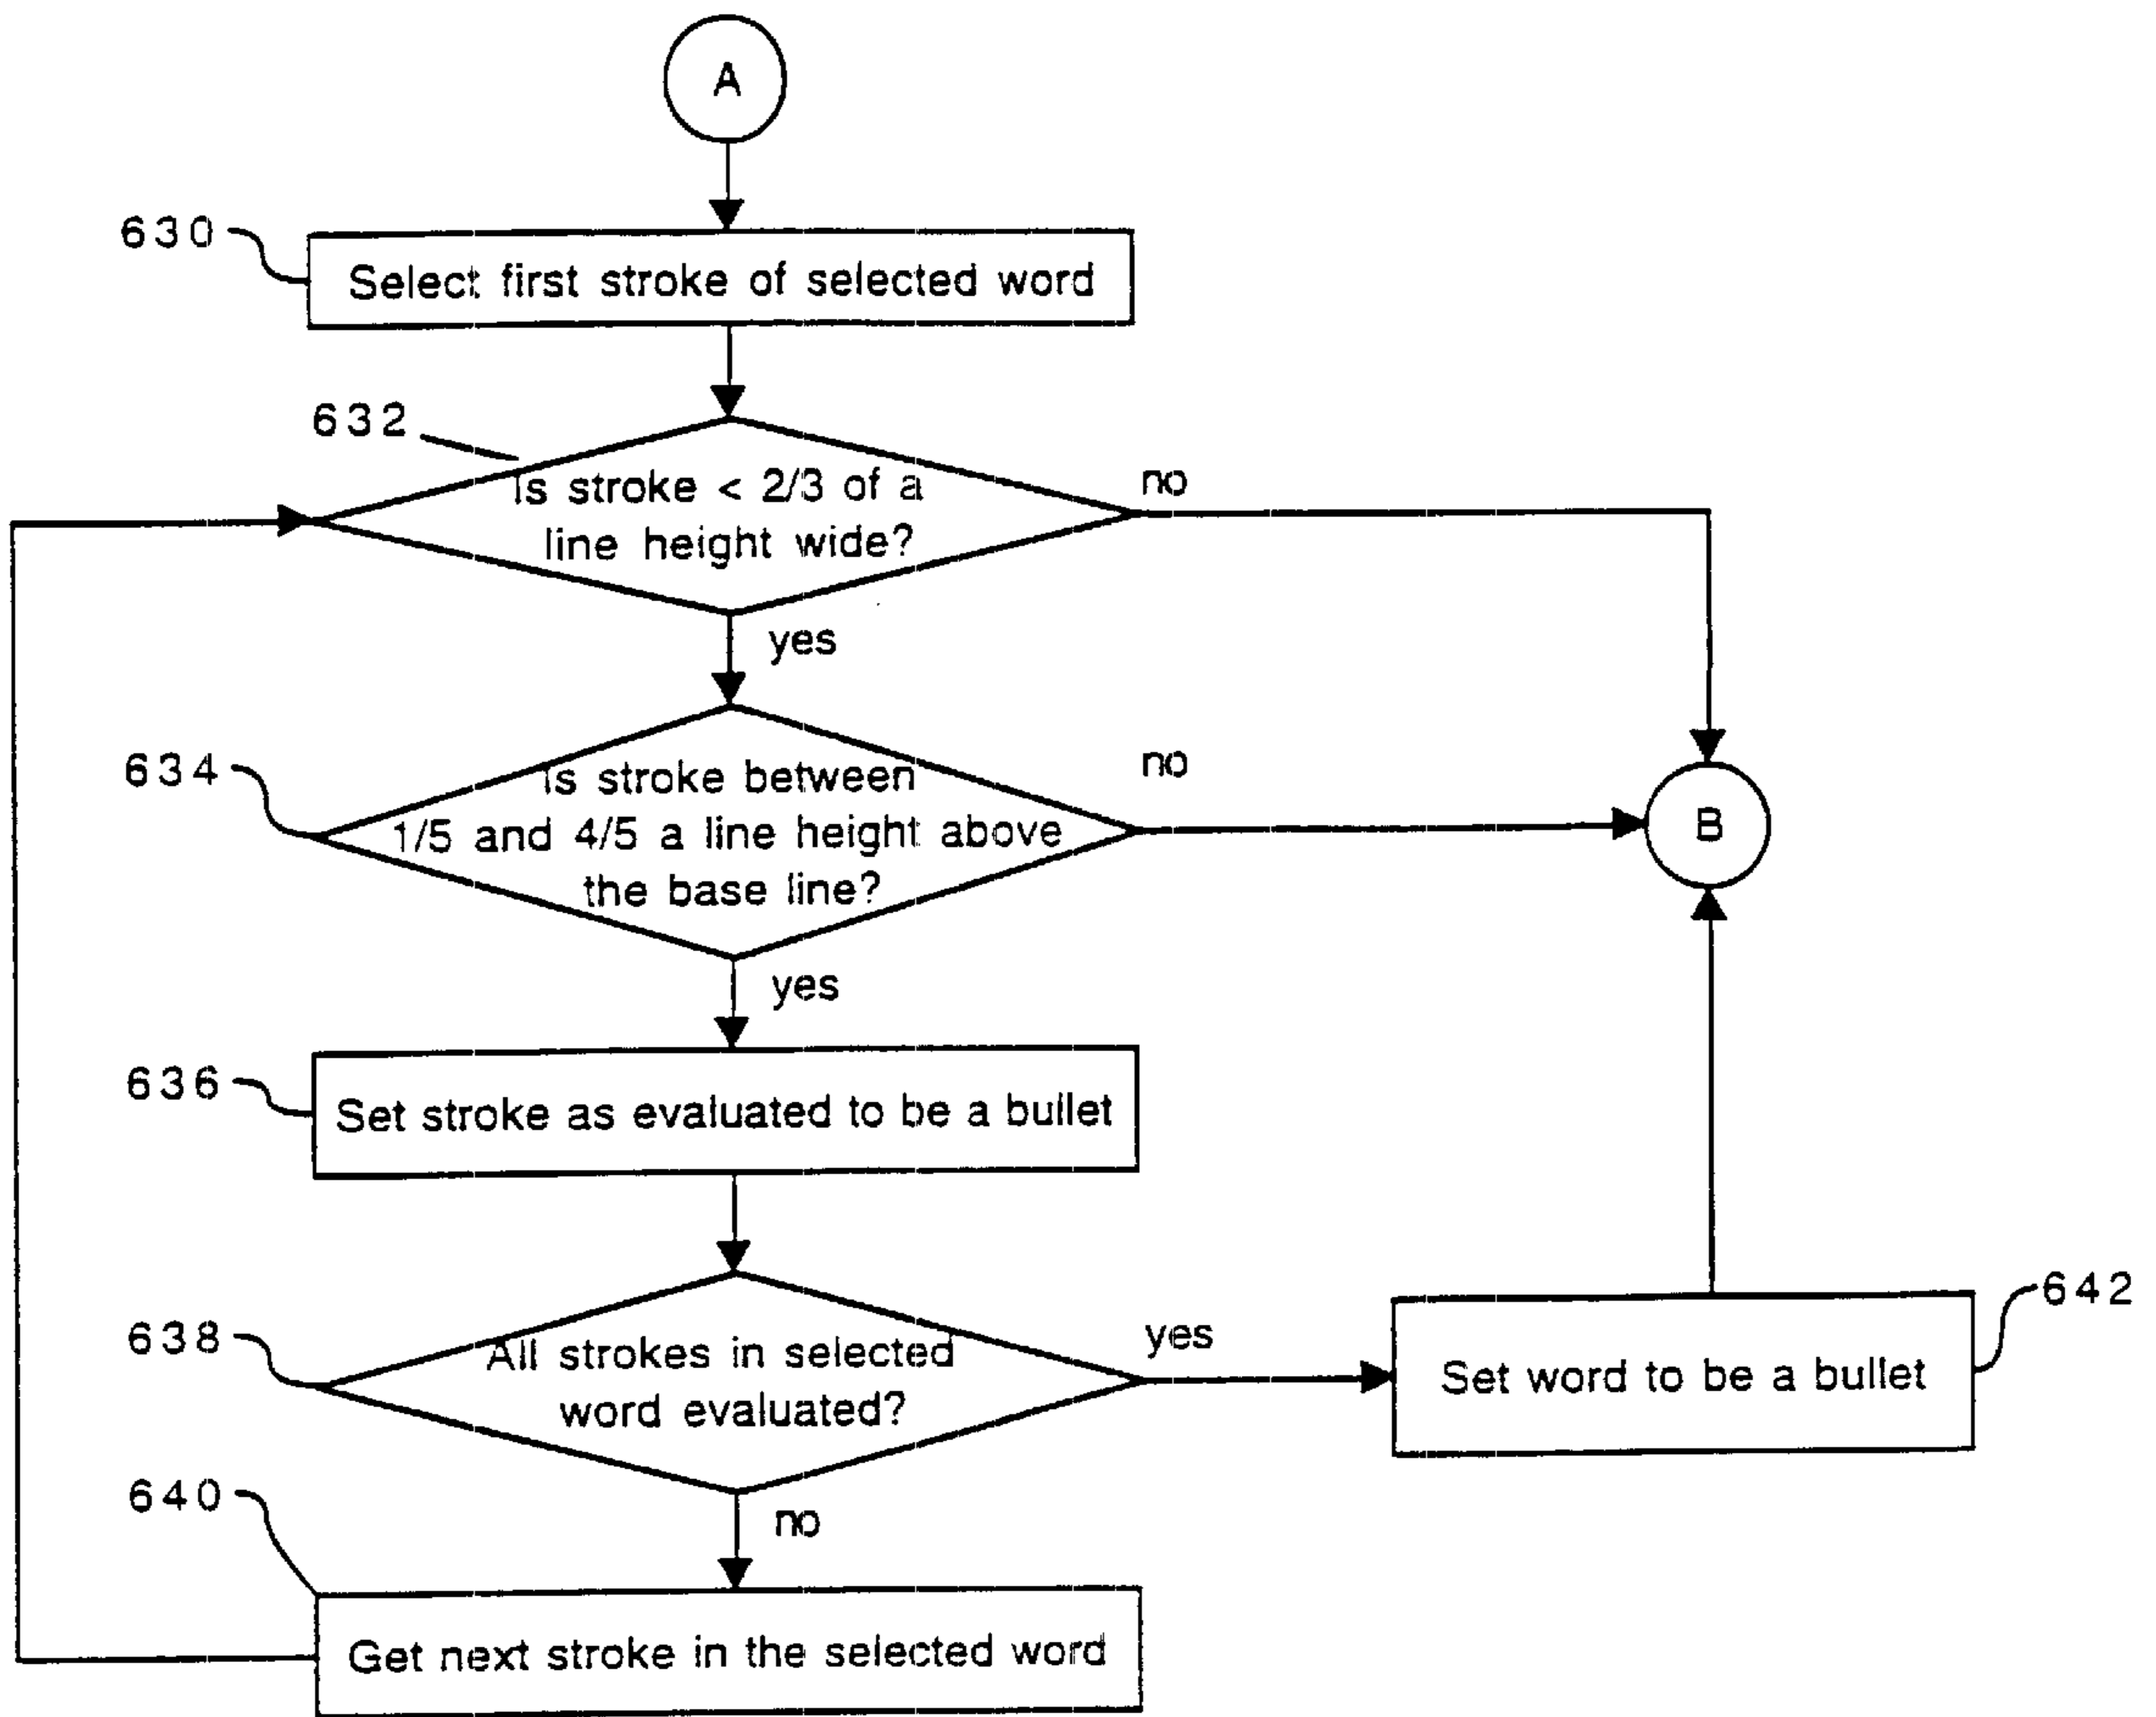 A
630
Select first stroke of selected word
632
Is stroke < 2/3 of a
line height wide?
no
yes
634
Is stroke between
1/5 and 4/5 a line height above
the base line?
no
B
yes
636
Set stroke as evaluated to be a bullet
638
All strokes in selected
word evaluated?
yes
Set word to be a bullet
642
no
640
Get next stroke in the selected word